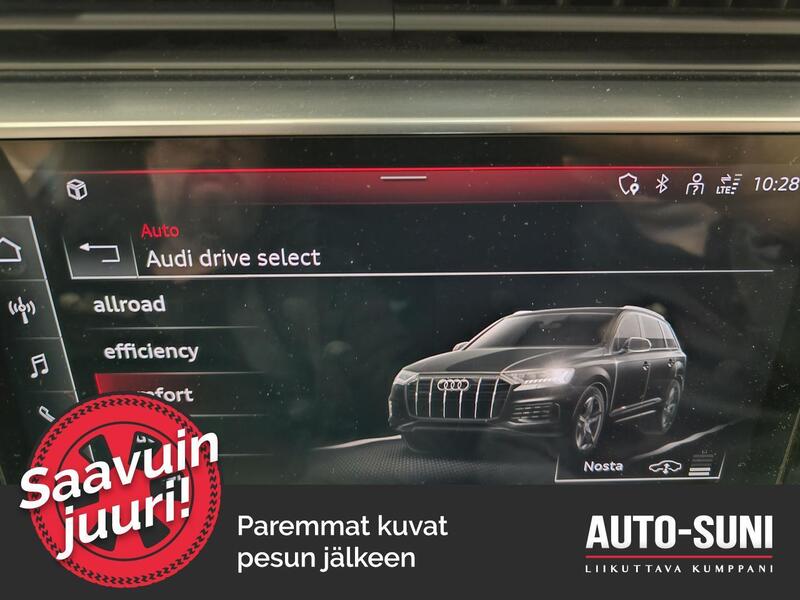 LTE 10:28
Auto
Audi drive select
allroad
efficiency
Nosta
Saavuin
juuri!
Paremmat kuvat
pesun jälkeen
AUTO-SUNI
LIIKUTTAVA KUMPPANI